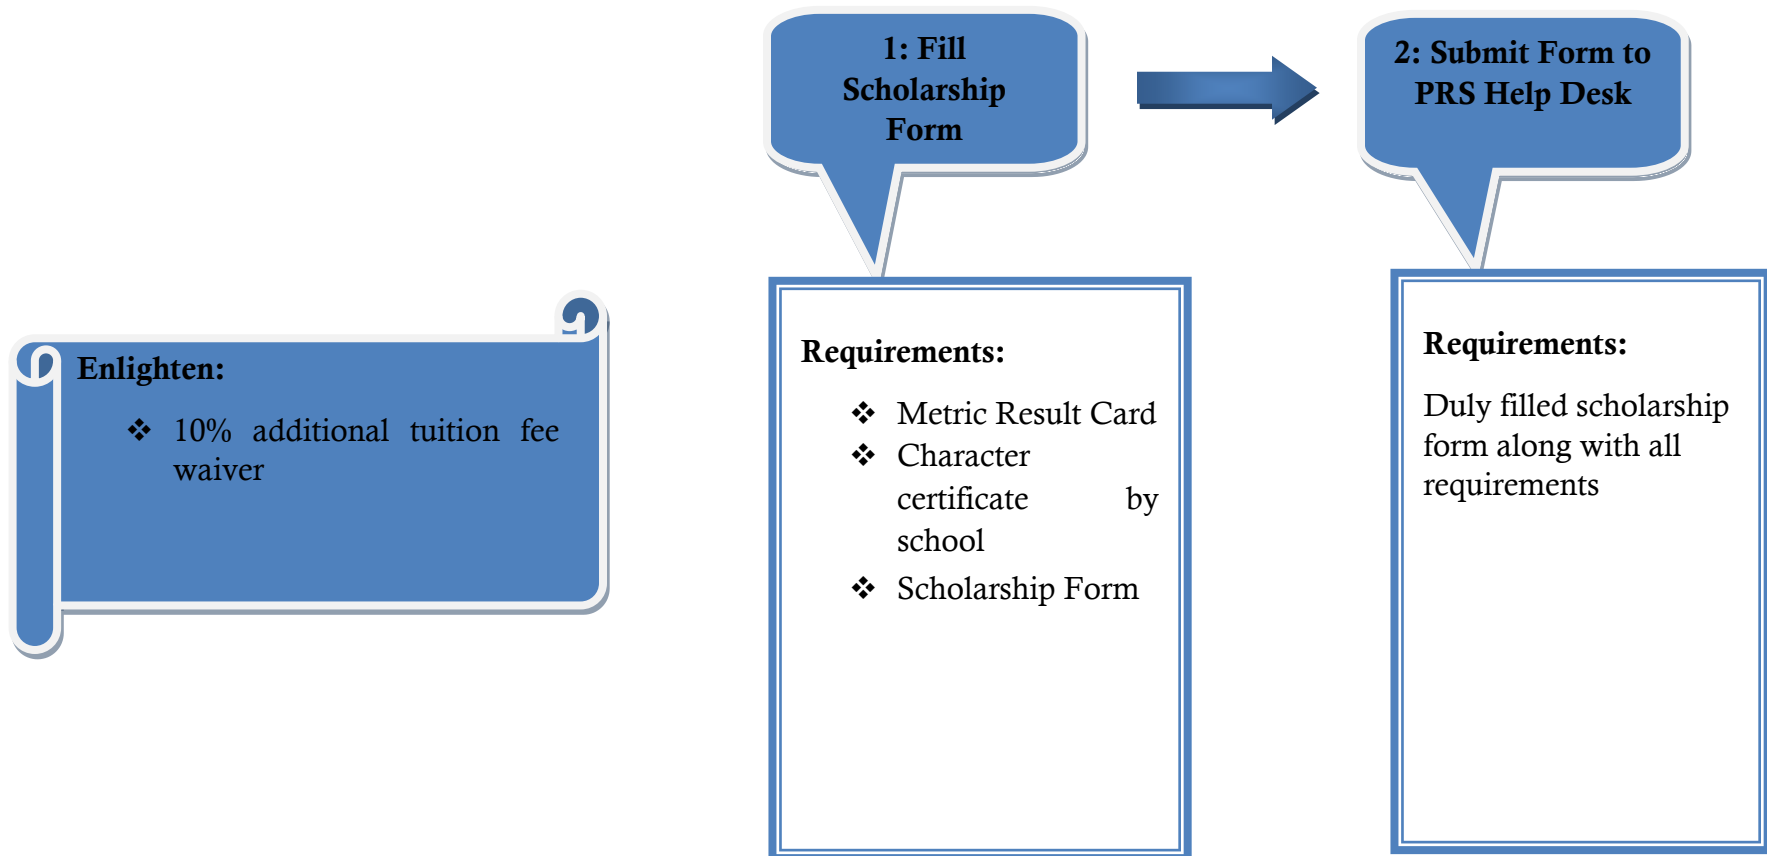 1: Fill
Scholarship
Form
2: Submit Form to
PRS Help Desk
Enlighten:
❖ 10% additional tuition fee
waiver
Requirements:
❖ Metric Result Card
❖ Character
certificate by
school
❖ Scholarship Form
Requirements:
Duly filled scholarship
form along with all
requirements